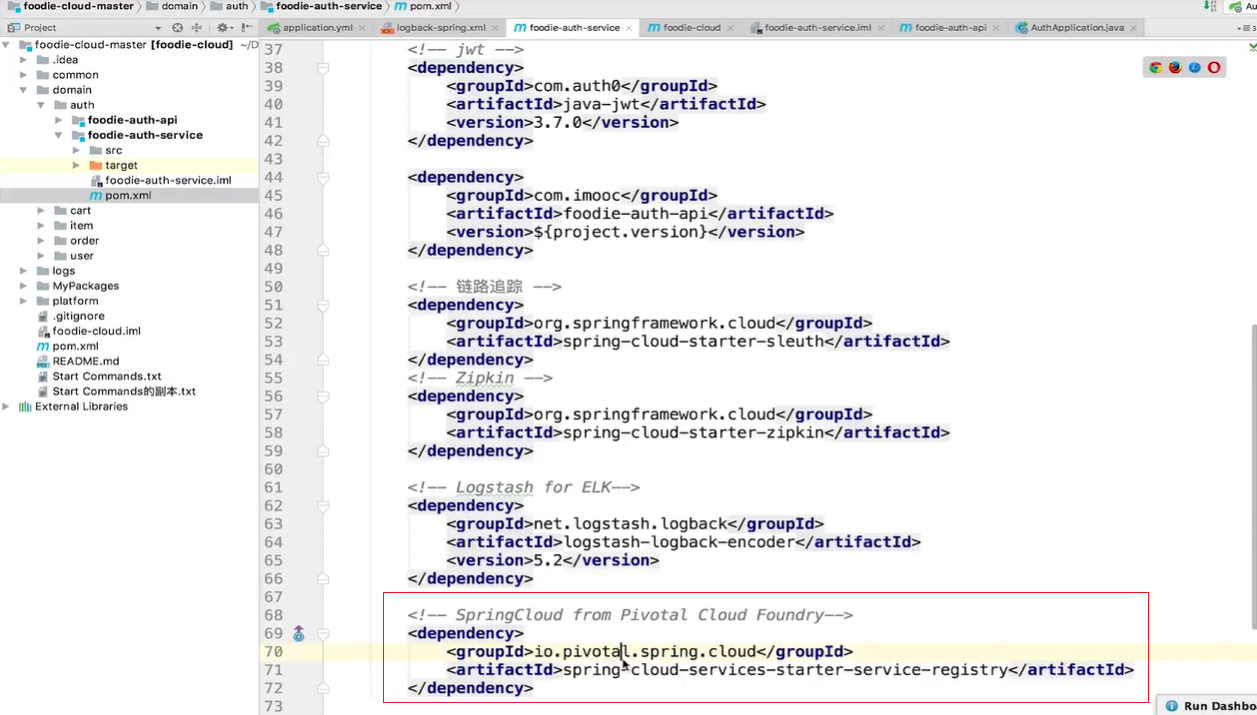 foodie-cloud-master domain auth foodie-auth-service pom.xml
Project application.yml logback-spring.xml foodie-auth-service foodie-cloud foodie-auth-service.iml foodie-auth-api AuthApplication.java
foodie-cloud-master [foodie-cloud]
.idea
common
domain
auth
foodie-auth-api
foodie-auth-service
src
target
foodie-auth-service.iml
pom.xml
cart
item
order
user
logs
MyPackages
platform
.gitignore
foodie-cloud.iml
pom.xml
README.md
Start Commands.txt
Start Commands的副本.txt
External Libraries
37 <!-- jwt -->
38 <dependency>
39 <groupId>com.auth0</groupId>
40 <artifactId>java-jwt</artifactId>
41 <version>3.7.0</version>
42 </dependency>
43
44 <dependency>
45 <groupId>com.imooc</groupId>
46 <artifactId>foodie-auth-api</artifactId>
47 <version>${project.version}</version>
48 </dependency>
49
50 <!-- 链路追踪 -->
51 <dependency>
52 <groupId>org.springframework.cloud</groupId>
53 <artifactId>spring-cloud-starter-sleuth</artifactId>
54 </dependency>
55 <!-- Zipkin -->
56 <dependency>
57 <groupId>org.springframework.cloud</groupId>
58 <artifactId>spring-cloud-starter-zipkin</artifactId>
59 </dependency>
60
61 <!-- Logstash for ELK-->
62 <dependency>
63 <groupId>net.logstash.logback</groupId>
64 <artifactId>logstash-logback-encoder</artifactId>
65 <version>5.2</version>
66 </dependency>
67
68 <!-- SpringCloud from Pivotal Cloud Foundry-->
69 <dependency>
70 <groupId>io.pivotal.spring.cloud</groupId>
71 <artifactId>spring-cloud-services-starter-service-registry</artifactId>
72 </dependency>
73
Run Dashbo